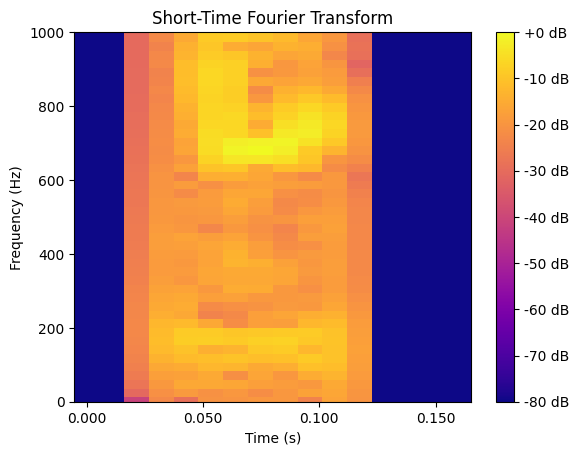 Short-Time Fourier Transform
Frequency (Hz)
1000
800
600
400
200
0
0.000
0.050
0.100
0.150
Time (s)
+0 dB
-10 dB
-20 dB
-30 dB
-40 dB
-50 dB
-60 dB
-70 dB
-80 dB